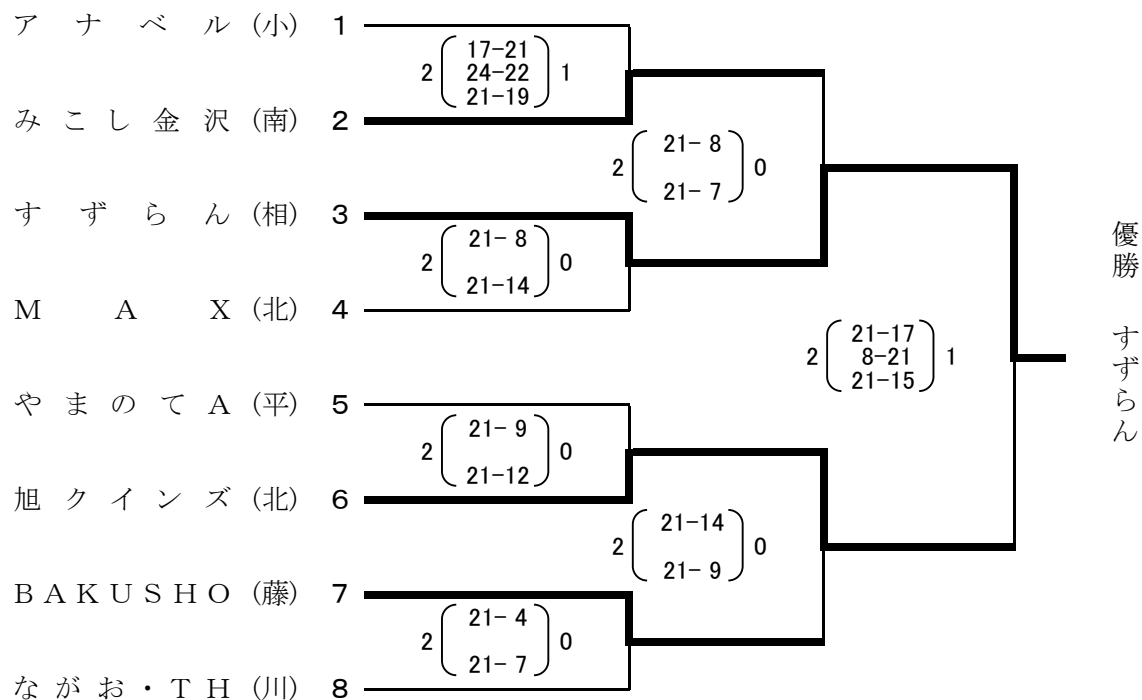 アナベル (小) 1
2 17-21 1
24-22
21-19
みこし金沢 (南) 2
2 21- 8 0
21- 7
すずらん (相) 3
2 21- 8 0
21-14
MAX (北) 4
2 21-17 1
8-21
21-15
優勝 すずらん
やまのてA (平) 5
2 21- 9 0
21-12
旭クインズ (北) 6
2 21-14 0
21- 9
BAKUSHO (藤) 7
2 21- 4 0
21- 7
ながお・TH (川) 8